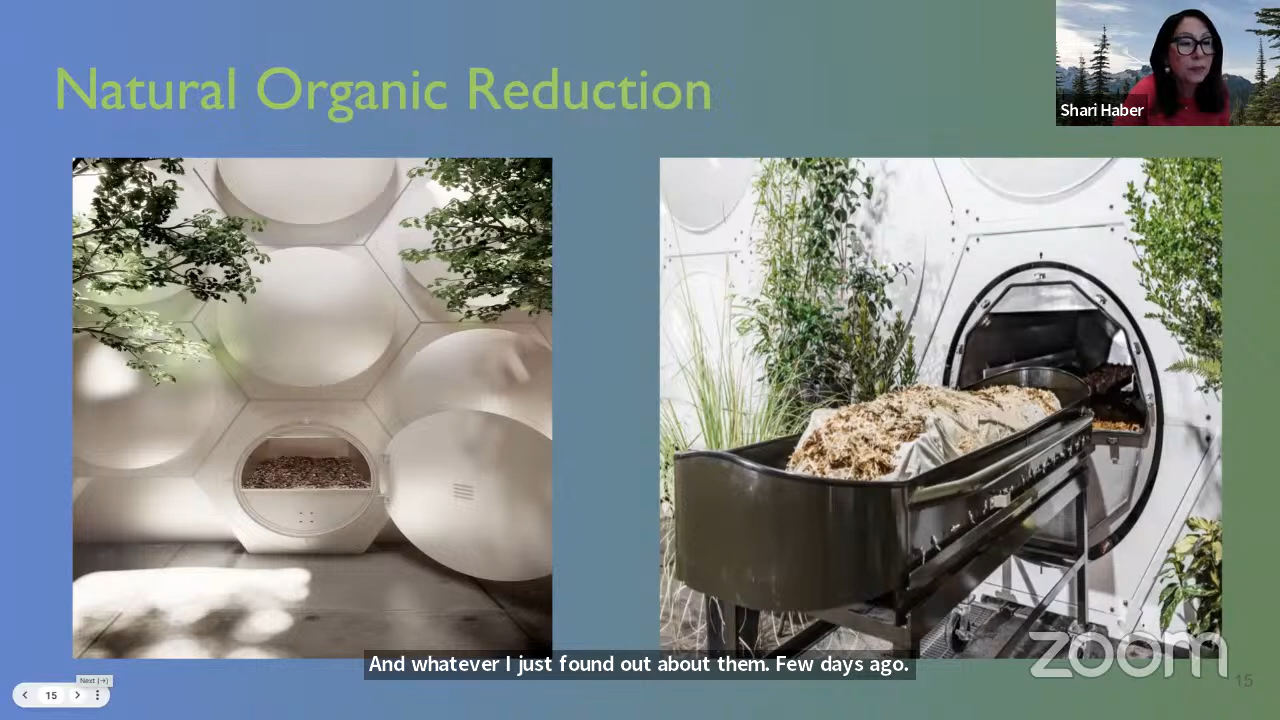 Natural Organic Reduction
Shari Haber
And whatever I just found out about them. Few days ago.
zoom
Next (→)
15
15